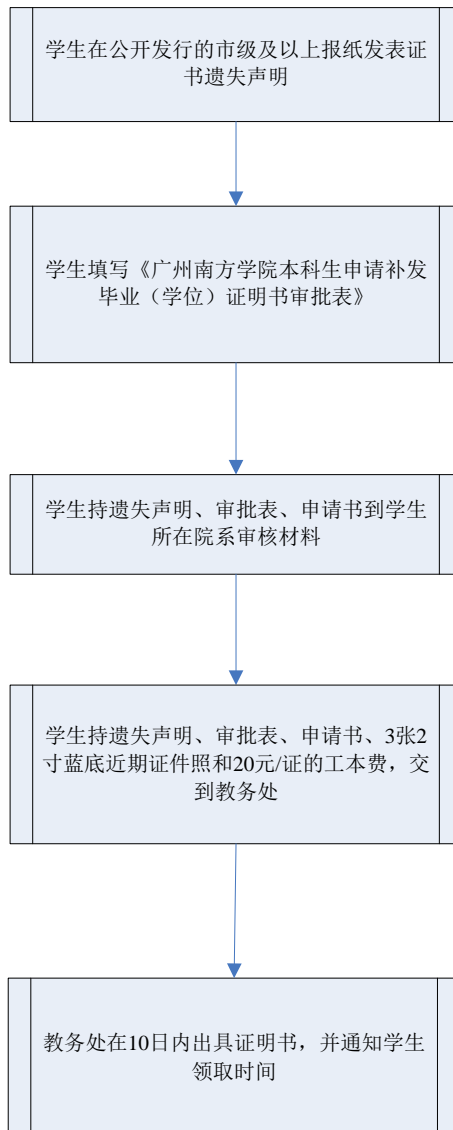 学生在公开发行的市级及以上报纸发表证
书遗失声明
学生填写《广州南方学院本科生申请补发
毕业（学位）证明书审批表》
学生持遗失声明、审批表、申请书到学生
所在院系审核材料
学生持遗失声明、审批表、申请书、3张2
寸蓝底近期证件照和20元/证的工本费，交
到教务处
教务处在10日内出具证明书，并通知学生
领取时间